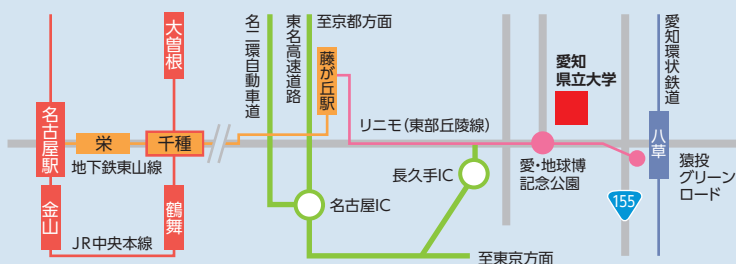 大曽根
名二環自動車道
東名高速道路
至京都方面
藤が丘駅
愛知
県立大学
愛知環状鉄道
名古屋駅
栄
千種
リニモ(東部丘陵線)
八草
地下鉄東山線
長久手IC
愛・地球博
記念公園
猿投
グリーン
ロード
金山
鶴舞
名古屋IC
155
JR中央本線
至東京方面